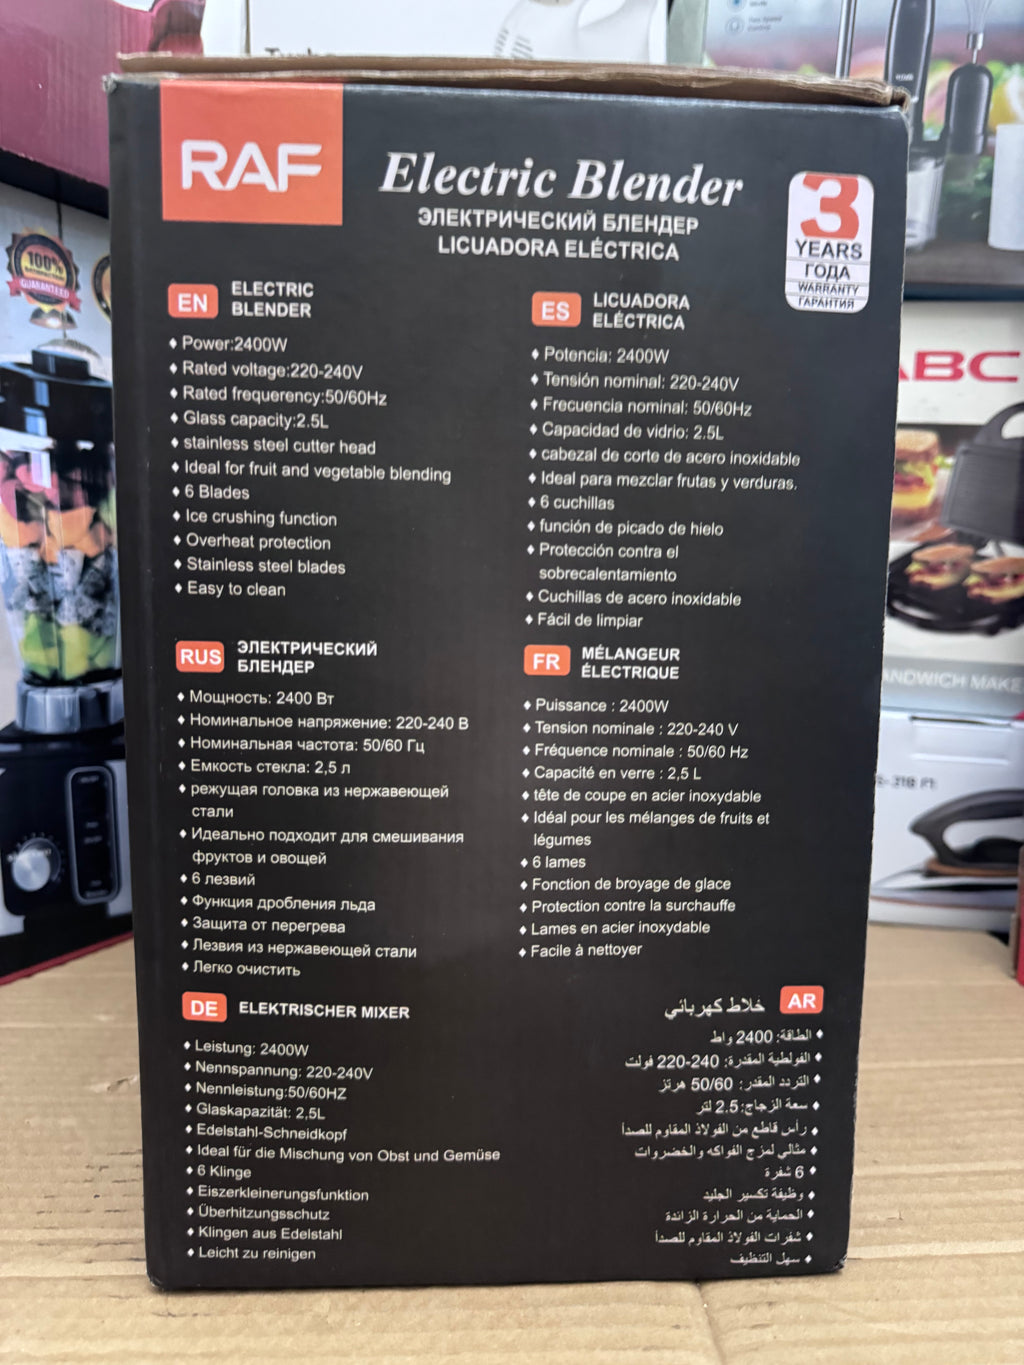 RAF
Electric Blender
ЭЛЕКТРИЧЕСКИЙ БЛЕНДЕР
LICUADORA ELÉCTRICA
3
YEARS
ГОДА
WARRANTY
ГАРАНТИЯ
EN
ELECTRIC
BLENDER
♦ Power:2400W
♦ Rated voltage:220-240V
♦ Rated frequerency:50/60Hz
♦ Glass capacity:2.5L
♦ stainless steel cutter head
♦ Ideal for fruit and vegetable blending
♦ 6 Blades
♦ Ice crushing function
♦ Overheat protection
♦ Stainless steel blades
♦ Easy to clean
ES
LICUADORA
ELÉCTRICA
♦ Potencia: 2400W
♦ Tensión nominal: 220-240V
♦ Frecuencia nominal: 50/60Hz
♦ Capacidad de vidrio: 2.5L
♦ cabezal de corte de acero inoxidable
♦ Ideal para mezclar frutas y verduras.
♦ 6 cuchillas
♦ función de picado de hielo
♦ Protección contra el
sobrecalentamiento
♦ Cuchillas de acero inoxidable
♦ Fácil de limpiar
RUS
ЭЛЕКТРИЧЕСКИЙ
БЛЕНДЕР
♦ Мощность: 2400 Вт
♦ Номинальное напряжение: 220-240 В
♦ Номинальная частота: 50/60 Гц
♦ Емкость стекла: 2,5 л
♦ режущая головка из нержавеющей
стали
♦ Идеально подходит для смешивания
фруктов и овощей
♦ 6 лезвий
♦ Функция дробления льда
♦ Защита от перегрева
♦ Лезвия из нержавеющей стали
♦ Легко очистить
FR
MÉLANGEUR
ÉLECTRIQUE
♦ Puissance : 2400W
♦ Tension nominale : 220-240 V
♦ Fréquence nominale : 50/60 Hz
♦ Capacité en verre : 2,5 L
♦ tête de coupe en acier inoxydable
♦ Idéal pour les mélanges de fruits et
légumes
♦ 6 lames
♦ Fonction de broyage de glace
♦ Protection contre la surchauffe
♦ Lames en acier inoxydable
♦ Facile à nettoyer
DE
ELEKTRISCHER MIXER
♦ Leistung: 2400W
♦ Nennspannung: 220-240V
♦ Nennleistung:50/60HZ
♦ Glaskapazität: 2,5L
♦ Edelstahl-Schneidkopf
♦ Ideal für die Mischung von Obst und Gemüse
♦ 6 Klinge
♦ Eiszerkleinerungsfunktion
♦ Überhitzungsschutz
♦ Klingen aus Edelstahl
♦ Leicht zu reinigen
AR
خلاط كهربائي
♦ الطاقة: 2400 واط
♦ الفولطية المقدرة: 240-220 فولت
♦ التردد المقدر: 50/60 هرتز
♦ سعة الزجاج:2.5 لتر
♦ رأس قاطع من الفولاذ المقاوم للصدأ
♦ مثالي لمزج الفواكه والخضروات
♦ 6 شفرة
♦ وظيفة تكسير الجليد
♦ الحماية من الحرارة الزائدة
♦ شفرات الفولاذ المقاوم للصدأ
♦ سهل التنظيف
100%
GUARANTEED
ABC
ANDWICH MAKE